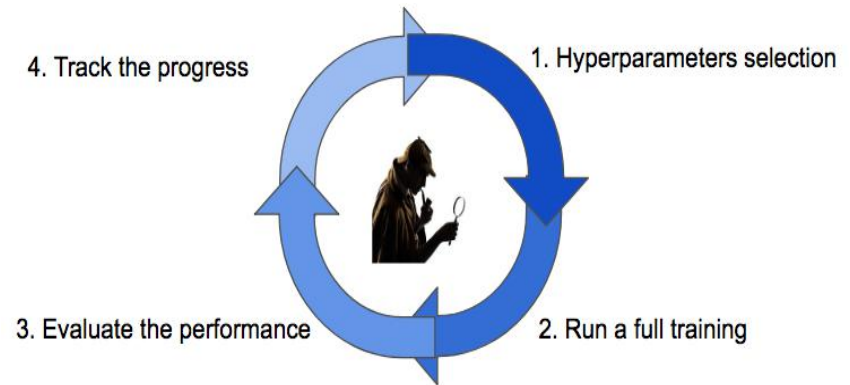 1. Hyperparameters selection
2. Run a full training
3. Evaluate the performance
4. Track the progress